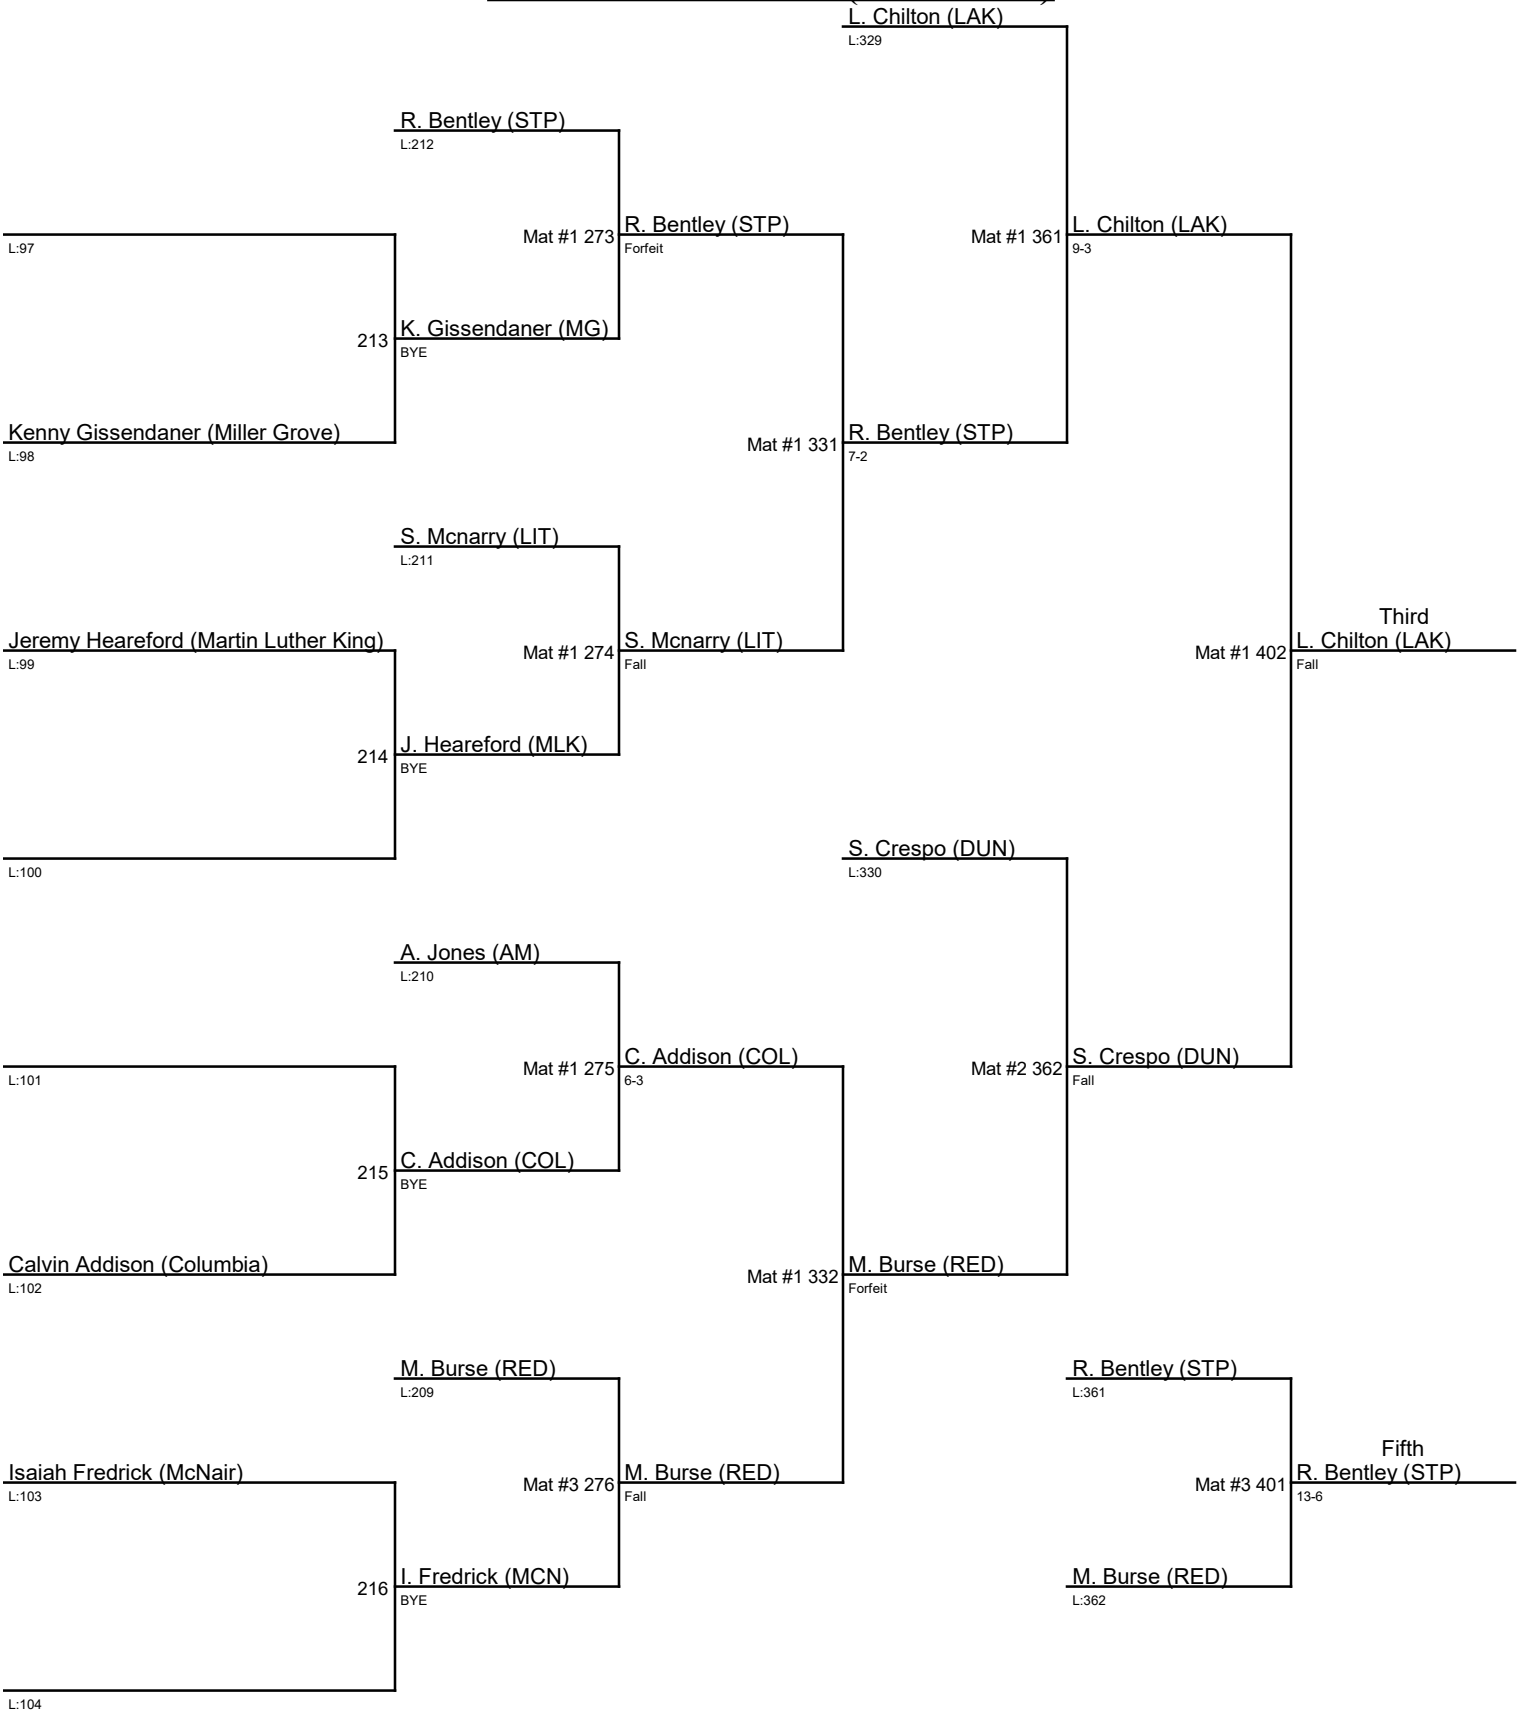 L. Chilton (LAK)
L:329
R. Bentley (STP)
L:212
L:97
Mat #1 273
R. Bentley (STP)
Forfeit
Mat #1 361
L. Chilton (LAK)
9-3
213
K. Gissendaner (MG)
BYE
Kenny Gissendaner (Miller Grove)
L:98
Mat #1 331
R. Bentley (STP)
7-2
S. Mcnarry (LIT)
L:211
Jeremy Heareford (Martin Luther King)
L:99
Mat #1 274
S. Mcnarry (LIT)
Fall
Third
Mat #1 402
L. Chilton (LAK)
Fall
214
J. Heareford (MLK)
BYE
L:100
S. Crespo (DUN)
L:330
A. Jones (AM)
L:210
L:101
Mat #1 275
C. Addison (COL)
6-3
Mat #2 362
S. Crespo (DUN)
Fall
215
C. Addison (COL)
BYE
Calvin Addison (Columbia)
L:102
Mat #1 332
M. Burse (RED)
Forfeit
M. Burse (RED)
L:209
R. Bentley (STP)
L:361
Isaiah Fredrick (McNair)
L:103
Mat #3 276
M. Burse (RED)
Fall
Fifth
Mat #3 401
R. Bentley (STP)
13-6
216
I. Fredrick (MCN)
BYE
M. Burse (RED)
L:362
L:104